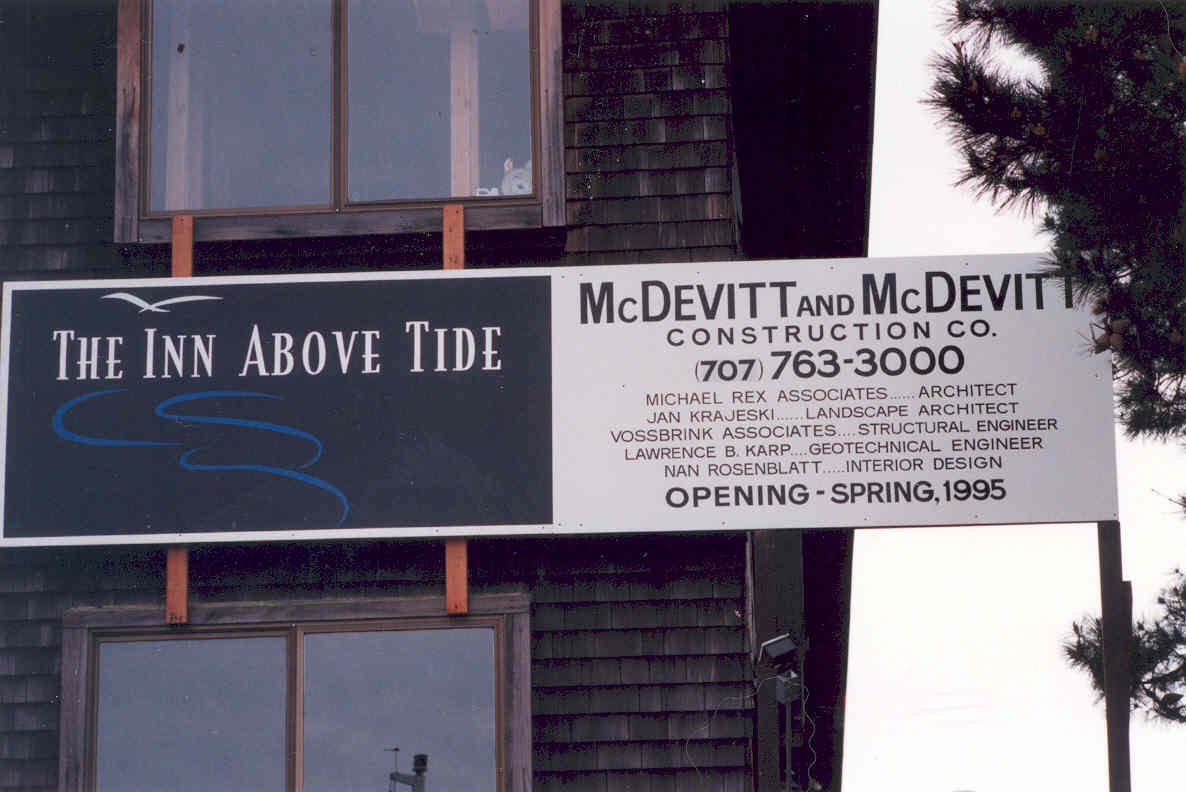 The Inn Above Tide
McDevitt and McDevitt
CONSTRUCTION CO.
(707) 763-3000
MICHAEL REX ASSOCIATES...... ARCHITECT
JAN KRAJESKI......LANDSCAPE ARCHITECT
VOSSBRINK ASSOCIATES....STRUCTURAL ENGINEER
LAWRENCE B. KARP....GEOTECHNICAL ENGINEER
NAN ROSENBLATT.....INTERIOR DESIGN
OPENING - SPRING, 1995